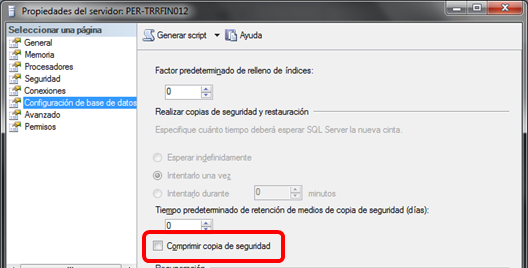 Propiedades del servidor: PER-TRRFIN012
Seleccionar una página
General
Memoria
Procesadores
Seguridad
Conexiones
Configuración de base de datos
Avanzado
Permisos
Generar script
Ayuda
Factor predeterminado de relleno de índices:
0
Realizar copias de seguridad y restauración
Especifique cuánto tiempo deberá esperar SQL Server la nueva cinta.
Esperar indefinidamente
Intentarlo una vez
Intentarlo durante 0 minutos
Tiempo predeterminado de retención de medios de copia de seguridad (días):
0
Comprimir copia de seguridad